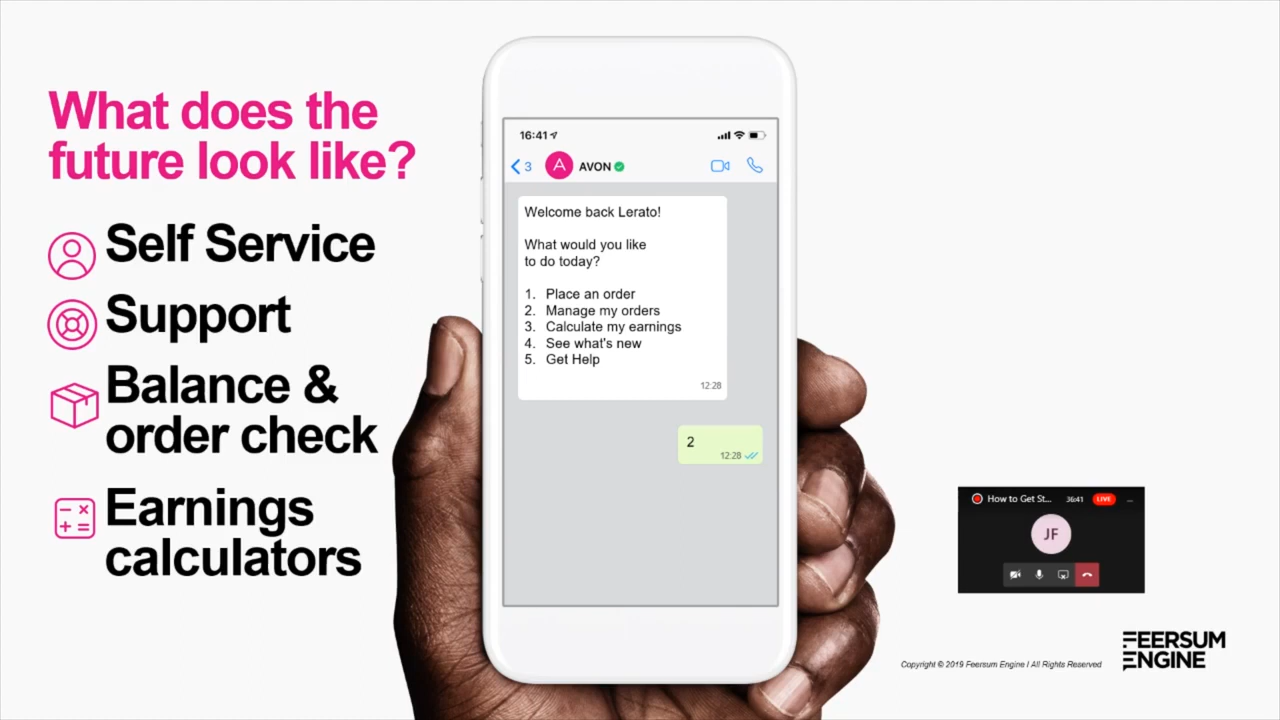 What does the
future look like?
Self Service
Support
Balance &
order check
Earnings
calculators
16:41
3
A
AVON
Welcome back Lerato!
What would you like
to do today?
1. Place an order
2. Manage my orders
3. Calculate my earnings
4. See what's new
5. Get Help
12:28
2
12:28
How to Get St... 36:41 LIVE ...
JF
Copyright © 2019 Feersum Engine I All Rights Reserved
FEERSUM
ENGINE